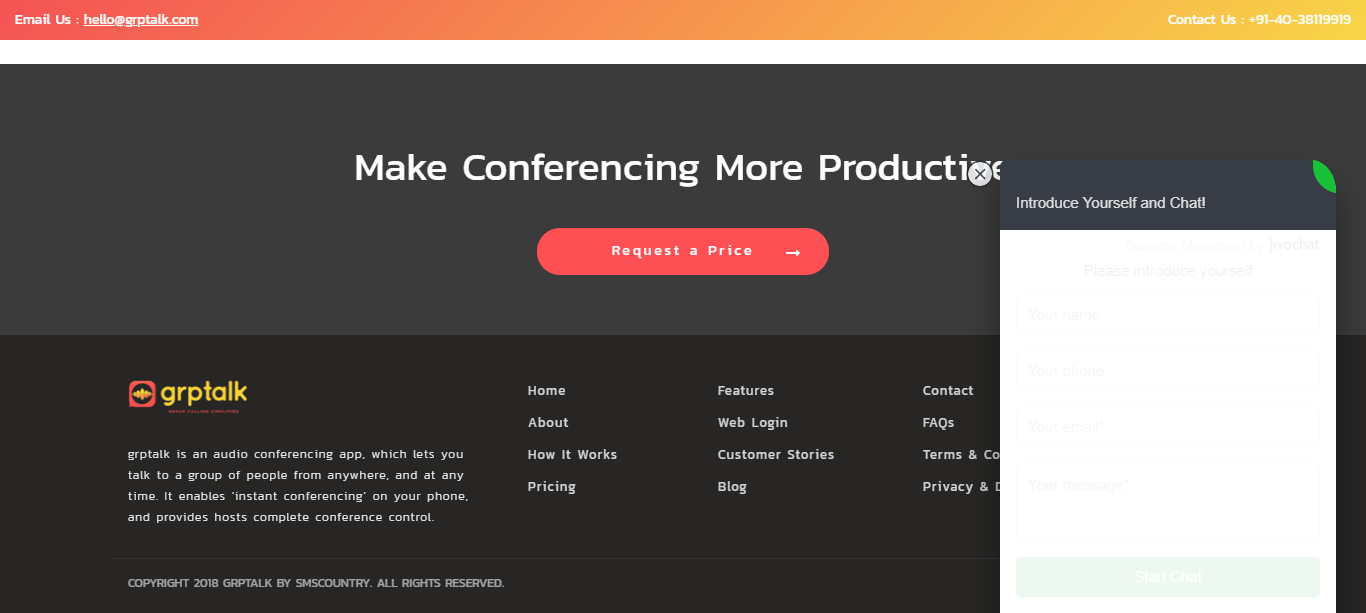 Email Us : hello@grptalk.com
Contact Us : +91-40-38119919
Make Conferencing More Productive
Request a Price
Introduce Yourself and Chat!
Business Messenger by jivochat
Please introduce yourself
Your name
Your phone
Your email*
Your message*
Start Chat
grptalk
GROUP CALLING SIMPLIFIED
grptalk is an audio conferencing app, which lets you
talk to a group of people from anywhere, and at any
time. It enables 'instant conferencing' on your phone,
and provides hosts complete conference control.
Home
About
How It Works
Pricing
Features
Web Login
Customer Stories
Blog
Contact
FAQs
Terms & Co
Privacy &
COPYRIGHT 2018 GRPTALK BY SMSCOUNTRY. ALL RIGHTS RESERVED.